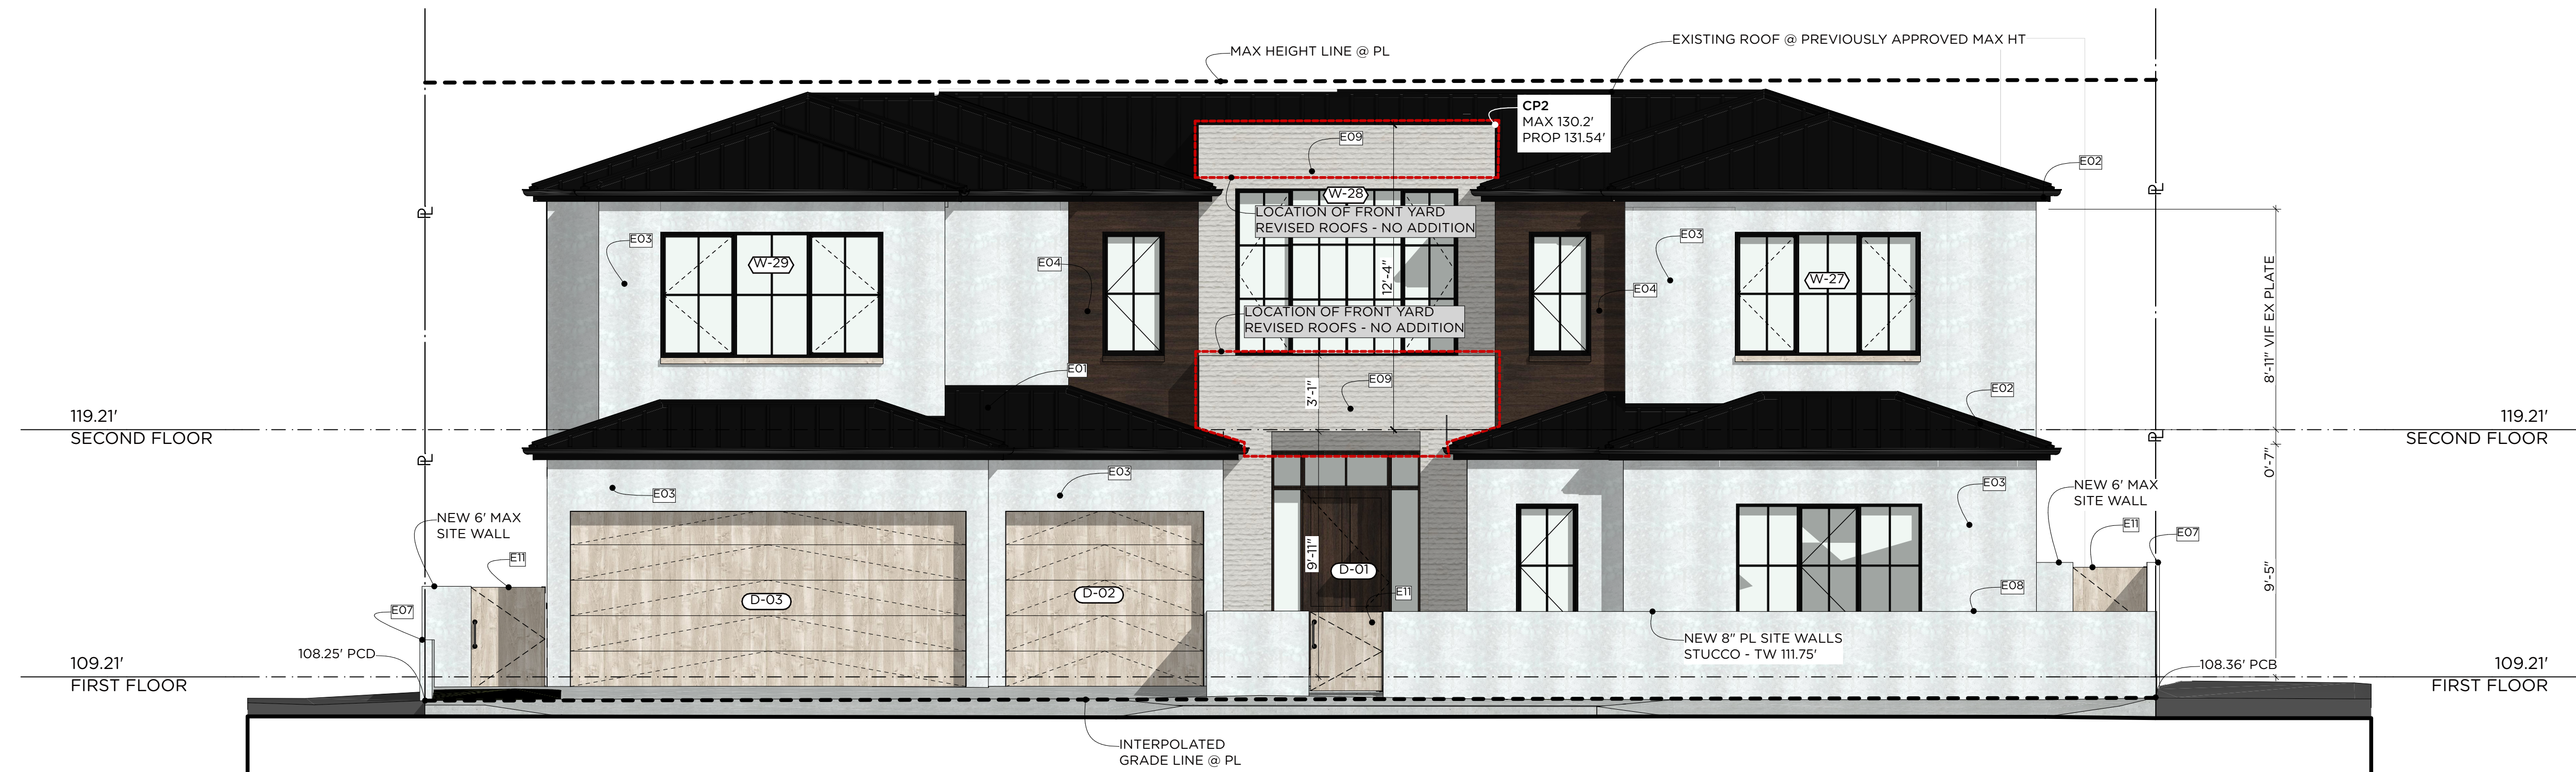 MAX HEIGHT LINE @ PL
EXISTING ROOF @ PREVIOUSLY APPROVED MAX HT
CP2
MAX 130.2'
PROP 131.54'
E09
E02
PL
PL
W-28
LOCATION OF FRONT YARD
REVISED ROOFS - NO ADDITION
E03
W-29
E04
E03
W-27
E04
12'-4"
8'-11" VIF EX PLATE
LOCATION OF FRONT YARD
REVISED ROOFS - NO ADDITION
E01
E09
3'-1"
E02
119.21'
SECOND FLOOR
119.21'
SECOND FLOOR
PL
PL
0'-7"
E03
E03
E03
NEW 6' MAX
SITE WALL
NEW 6' MAX
SITE WALL
E11
E11
E07
9'-11"
D-01
9'-5"
E07
D-03
D-02
E11
E08
NEW 8" PL SITE WALLS
STUCCO - TW 111.75'
108.25' PCD
108.36' PCB
109.21'
FIRST FLOOR
109.21'
FIRST FLOOR
INTERPOLATED
GRADE LINE @ PL